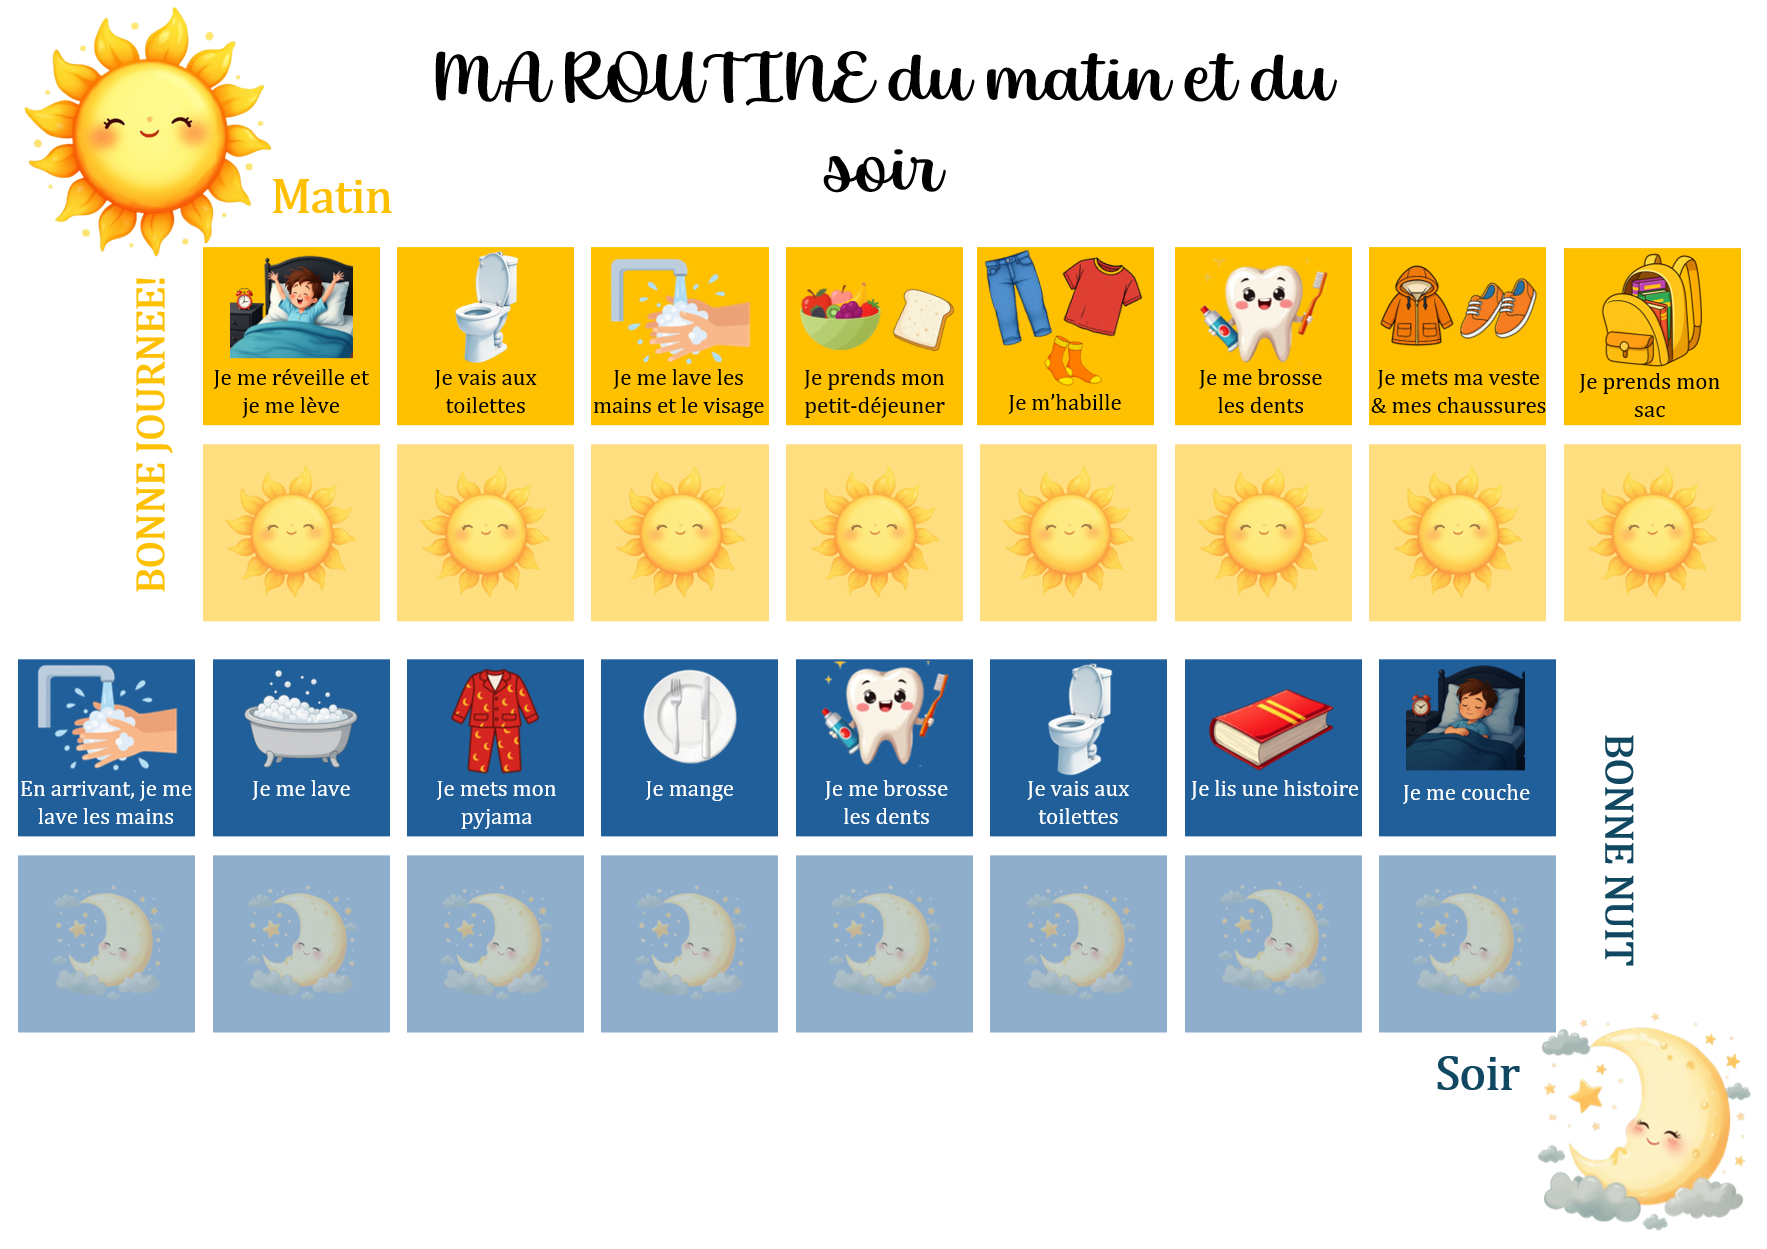 MA ROUTINE du matin et du
soir
Matin
BONNE JOURNEE!
Je me réveille et
je me lève
Je vais aux
toilettes
Je me lave les
mains et le visage
Je prends mon
petit-déjeuner
Je m’habille
Je me brosse
les dents
Je mets ma veste
& mes chaussures
Je prends mon
sac
En arrivant, je me
lave les mains
Je me lave
Je mets mon
pyjama
Je mange
Je me brosse
les dents
Je vais aux
toilettes
Je lis une histoire
Je me couche
BONNE NUIT
Soir